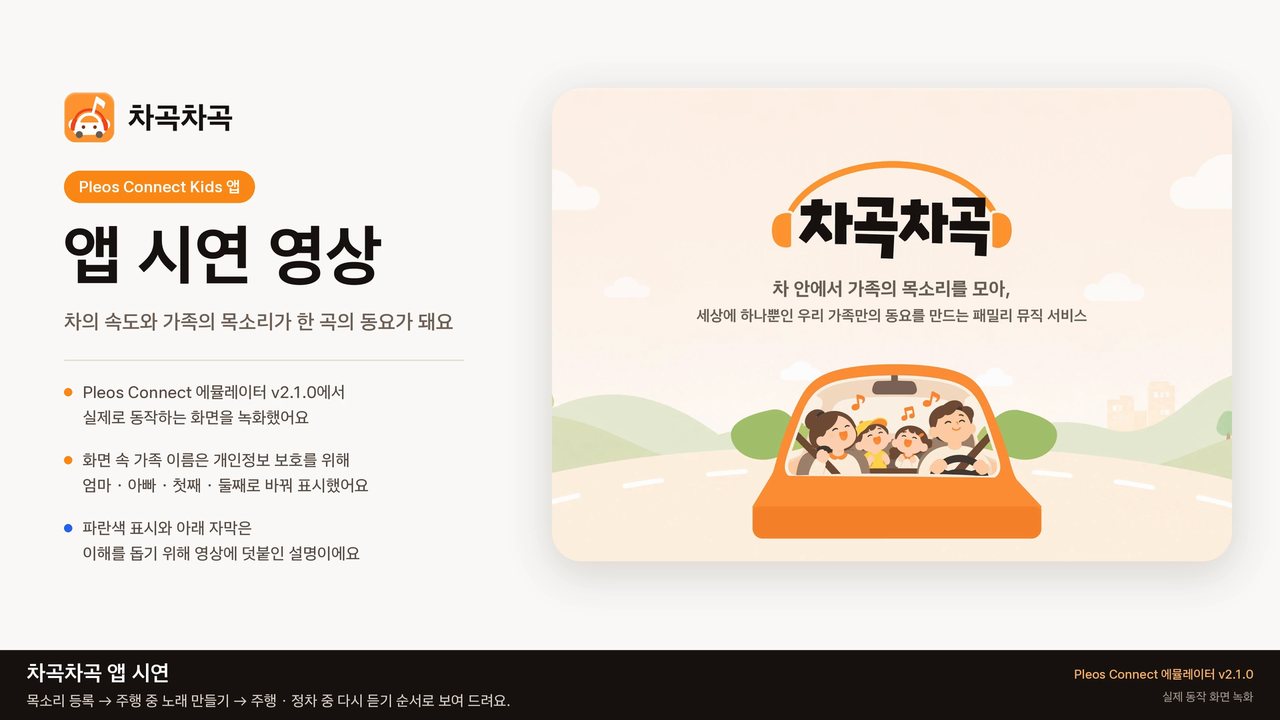 차곡차곡
Pleos Connect Kids 앱
앱 시연 영상
차의 속도와 가족의 목소리가 한 곡의 동요가 돼요
Pleos Connect 에뮬레이터 v2.1.0에서
실제로 동작하는 화면을 녹화했어요
화면 속 가족 이름은 개인정보 보호를 위해
엄마 · 아빠 · 첫째 · 둘째로 바꿔 표시했어요
파란색 표시와 아래 자막은
이해를 돕기 위해 영상에 덧붙인 설명이에요
차곡차곡
차 안에서 가족의 목소리를 모아,
세상에 하나뿐인 우리 가족만의 동요를 만드는 패밀리 뮤직 서비스
차곡차곡 앱 시연
목소리 등록 → 주행 중 노래 만들기 → 주행 · 정차 중 다시 듣기 순서로 보여 드려요.
Pleos Connect 에뮬레이터 v2.1.0
실제 동작 화면 녹화